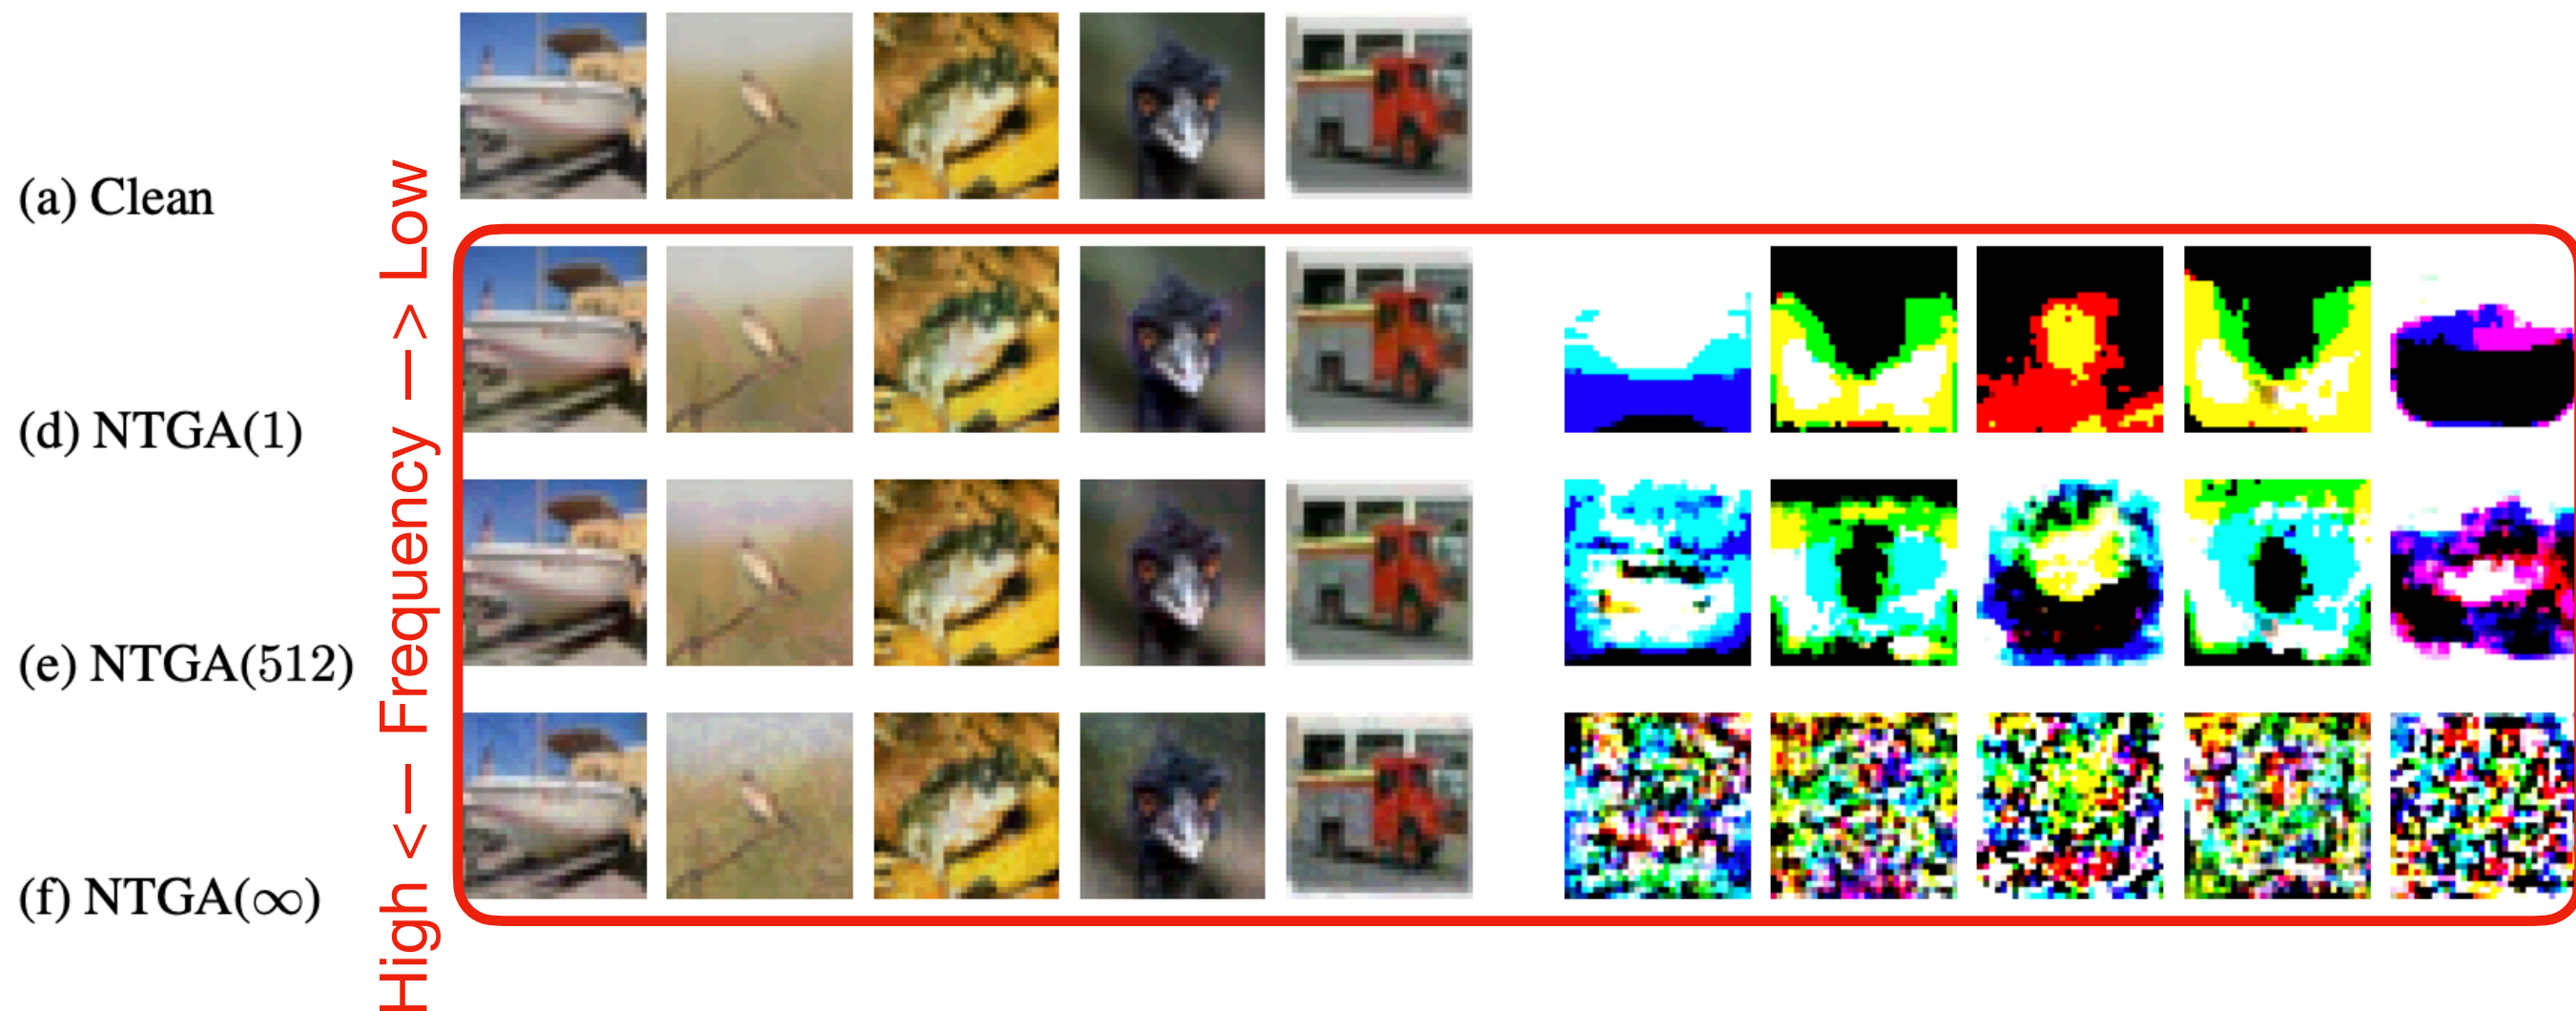 (a) Clean
(d) NTGA(1)
(e) NTGA(512)
(f) NTGA(∞)
High <— Frequency —> Low